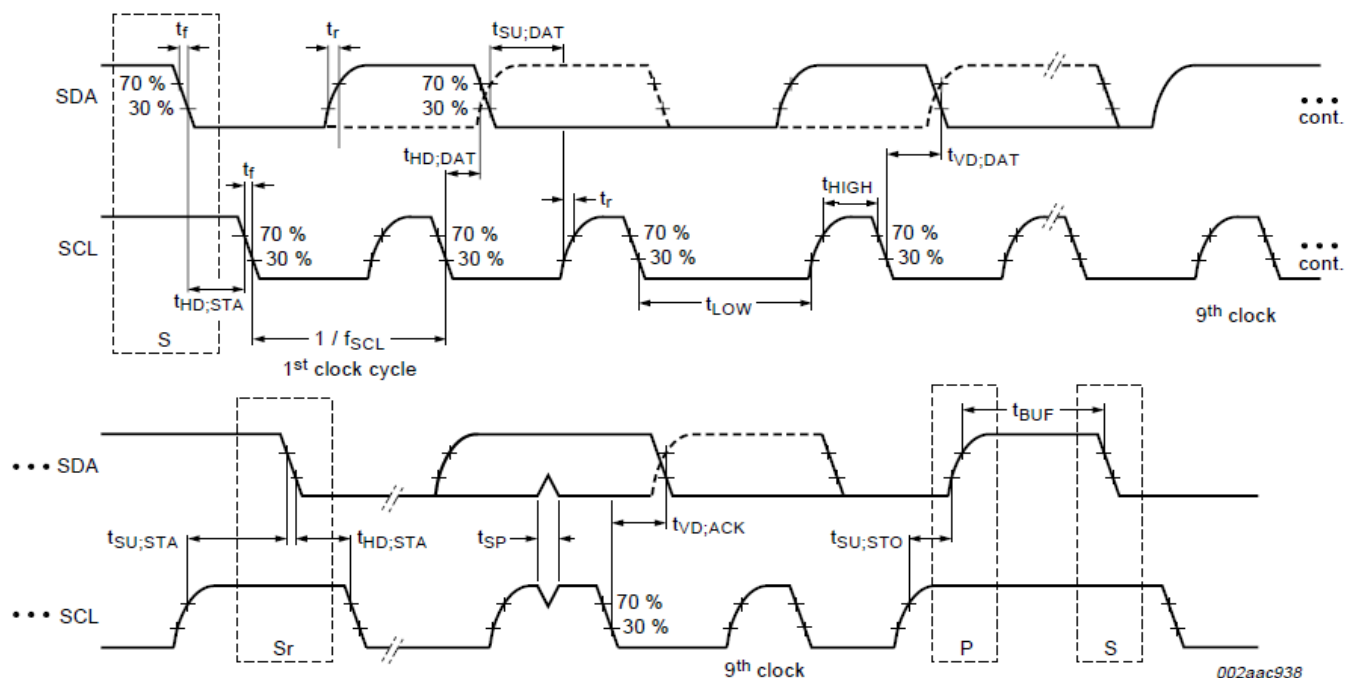 tf tr tSU;DAT
70 % 70 %
SDA
30 % 30 %
••• cont.
tHD;DAT tVD;DAT
tf tr tHIGH
70 % 70 % 70 % 70 %
SCL
30 % 30 % 30 % 30 %
••• cont.
tHD;STA tLOW
S 1 / fSCL 9th clock
1st clock cycle
tBUF
••• SDA
tSU;STA tHD;STA tSP tVD;ACK tSU;STO
70 %
••• SCL
30 %
Sr P S
9th clock
002aac938